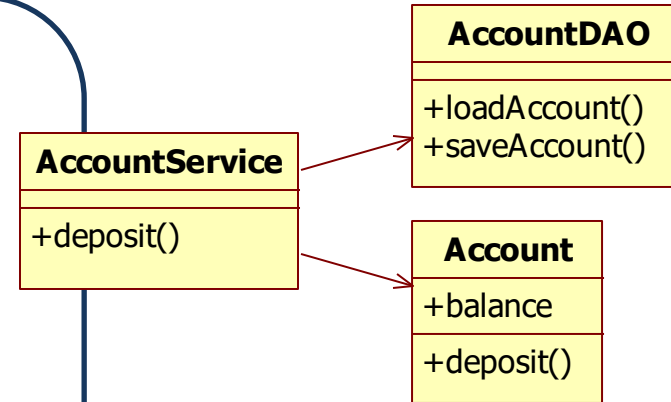 AccountDAO
+loadAccount()
+saveAccount()
AccountService
+deposit()
Account
+balance
+deposit()